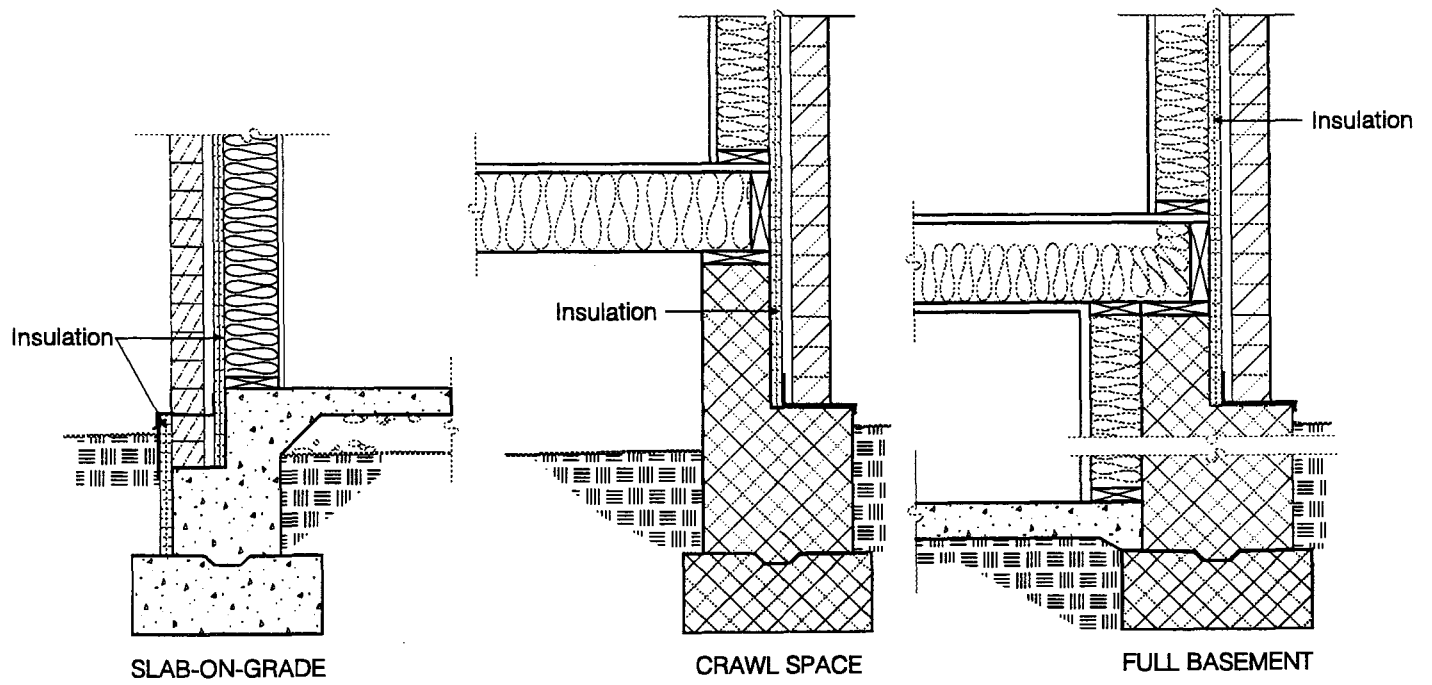 Insulation
Insulation
Insulation
SLAB-ON-GRADE
CRAWL SPACE
FULL BASEMENT